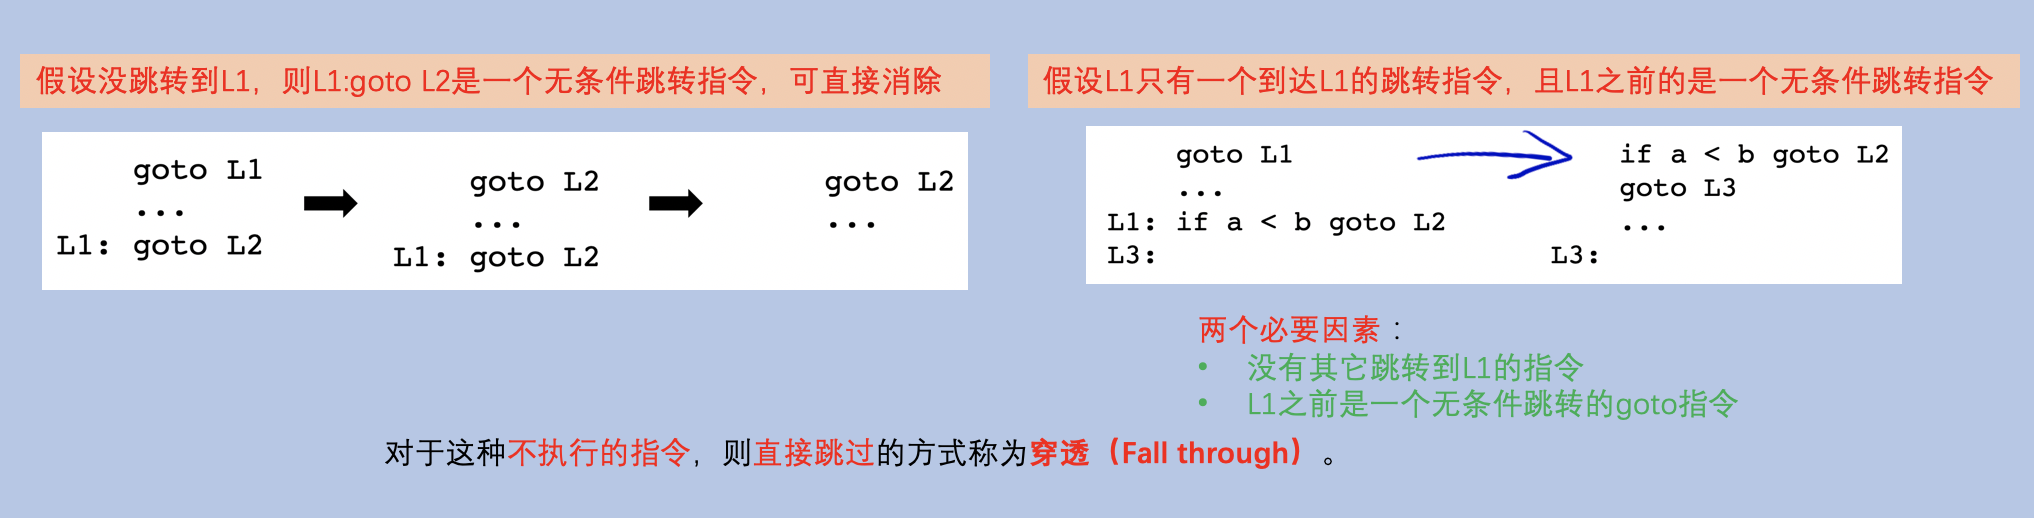 假设没跳转到L1，则L1:goto L2是一个无条件跳转指令，可直接消除
goto L1
...
L1: goto L2
goto L2
...
L1: goto L2
goto L2
...
假设L1只有一个到达L1的跳转指令，且L1之前的是一个无条件跳转指令
goto L1
...
L1: if a < b goto L2
L3:
if a < b goto L2
goto L3
...
L3:
两个必要因素：
• 没有其它跳转到L1的指令
• L1之前是一个无条件跳转的goto指令
对于这种不执行的指令，则直接跳过的方式称为穿透（Fall through）。